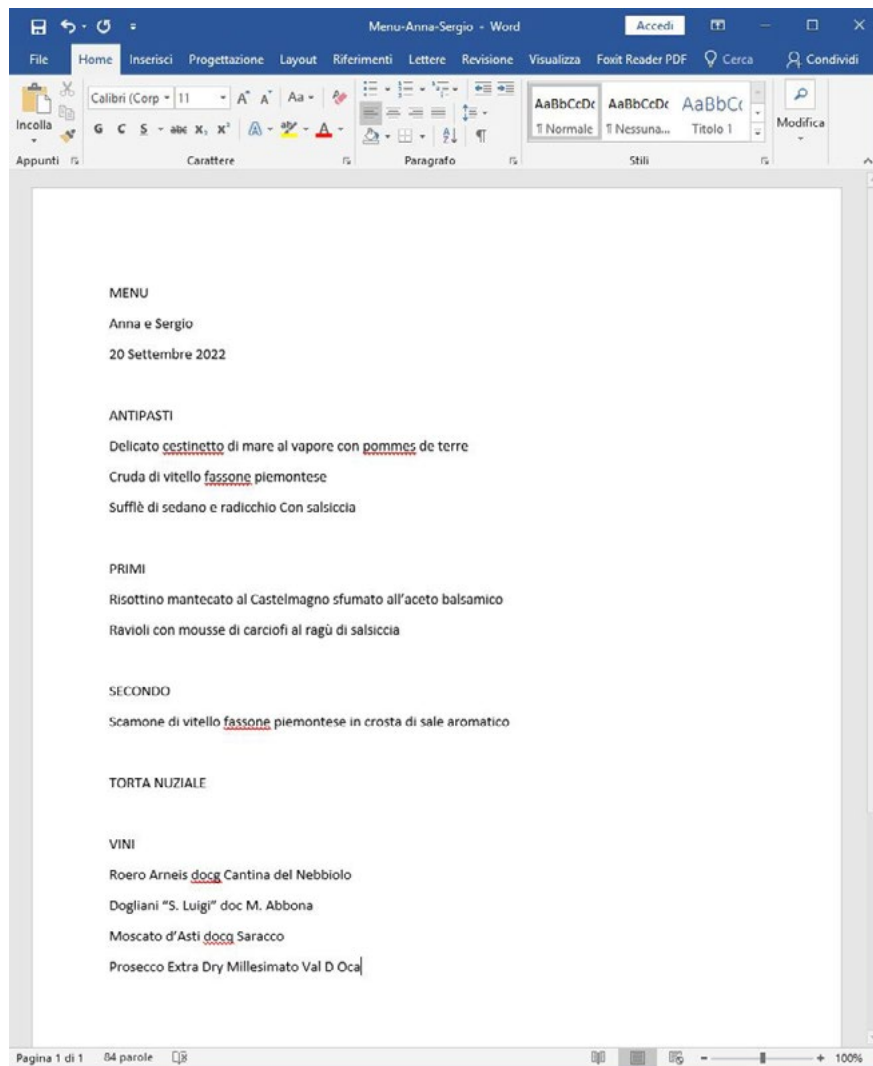 Menu-Anna-Sergio - Word
Accedi
File Home Inserisci Progettazione Layout Riferimenti Lettere Revisione Visualizza Foxit Reader PDF Cerca Condividi
Calibri (Corp 11 A A Aa
AaBbCcDc AaBbCcDc AaBbCc
Incolla
G C S abc X₂ X² A A
¶ Normale ¶ Nessuna... Titolo 1
Modifica
Appunti Carattere Paragrafo Stili
MENU
Anna e Sergio
20 Settembre 2022
ANTIPASTI
Delicato cestinetto di mare al vapore con pommes de terre
Cruda di vitello fassone piemontese
Sufflè di sedano e radicchio Con salsiccia
PRIMI
Risottino mantecato al Castelmagno sfumato all’aceto balsamico
Ravioli con mousse di carciofi al ragù di salsiccia
SECONDO
Scamone di vitello fassone piemontese in crosta di sale aromatico
TORTA NUZIALE
VINI
Roero Arneis docg Cantina del Nebbiolo
Dogliani “S. Luigi” doc M. Abbona
Moscato d’Asti docq Saracco
Prosecco Extra Dry Millesimato Val D Oca
Pagina 1 di 1 84 parole 100%